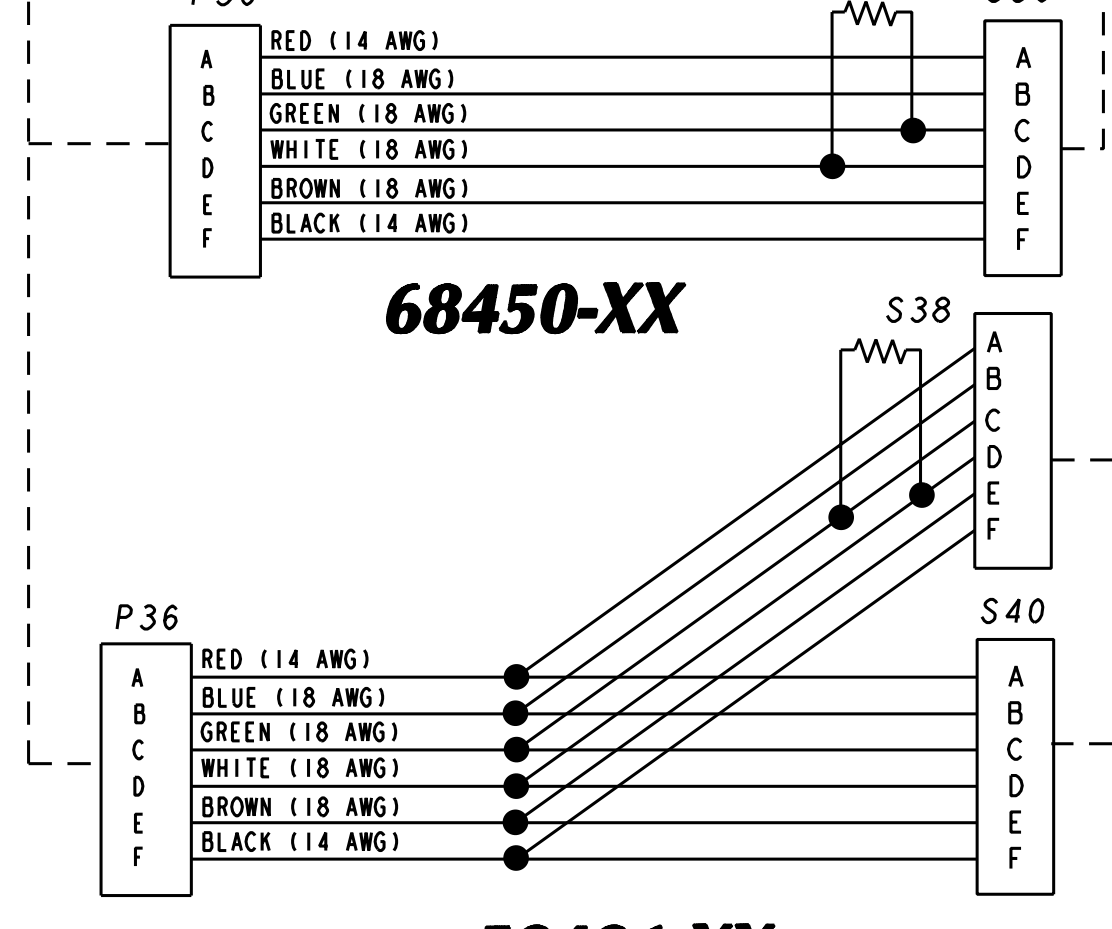 RED (14 AWG)
BLUE (18 AWG)
GREEN (18 AWG)
WHITE (18 AWG)
BROWN (18 AWG)
BLACK (14 AWG)
A
B
C
D
E
F
A
B
C
D
E
F
68450-XX
S38
A
B
C
D
E
F
P36
RED (14 AWG)
BLUE (18 AWG)
GREEN (18 AWG)
WHITE (18 AWG)
BROWN (18 AWG)
BLACK (14 AWG)
A
B
C
D
E
F
S40
A
B
C
D
E
F